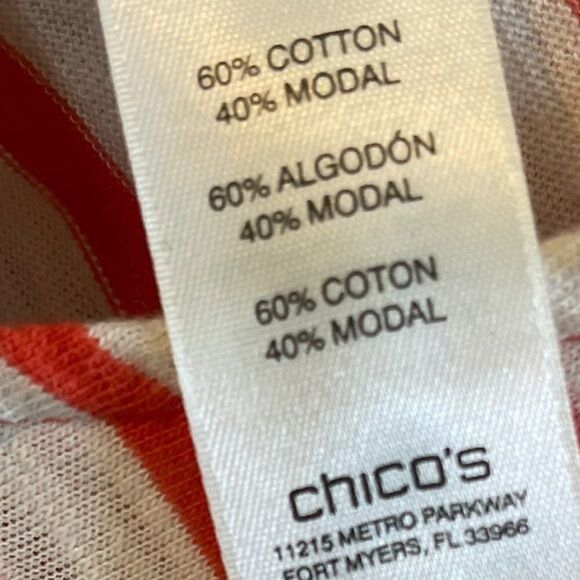 60% COTTON
40% MODAL
60% ALGODÓN
40% MODAL
60% COTON
40% MODAL
chico's
11215 METRO PARKWAY
FORT MYERS, FL 33966